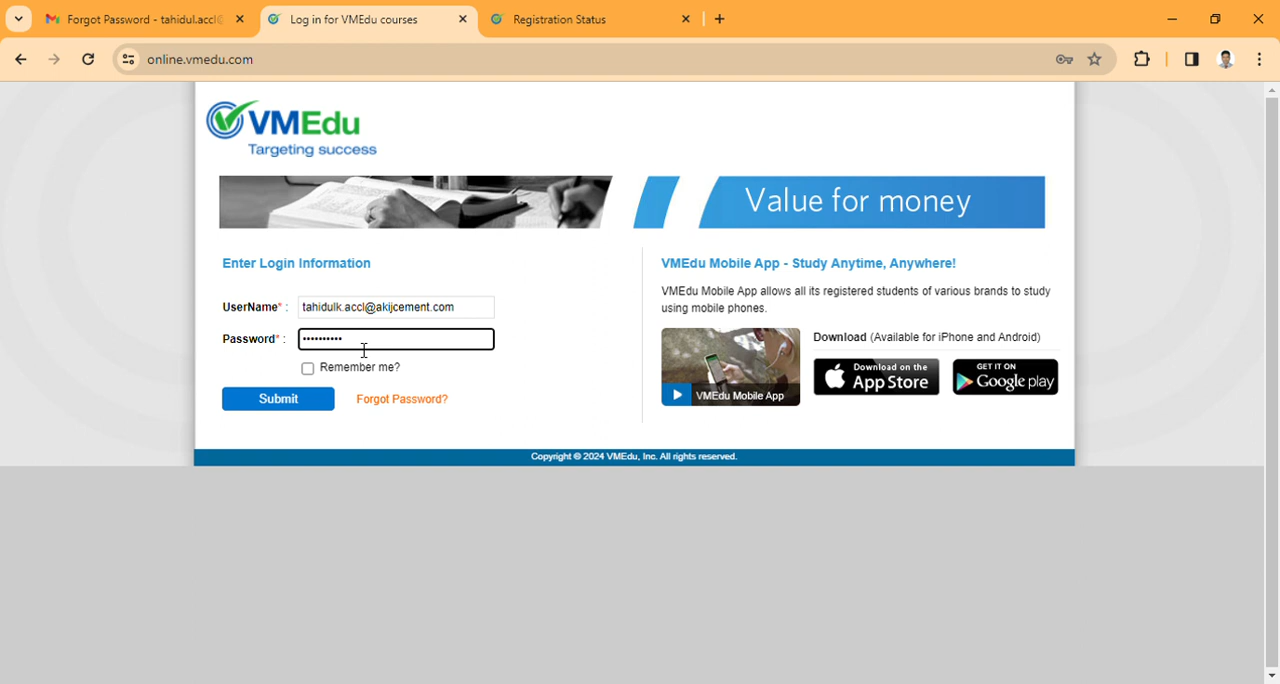 Forgot Password - tahidul.accl@
Log in for VMEdu courses
Registration Status
online.vmedu.com
VMEdu
Targeting success
Value for money
Enter Login Information
UserName* :
tahidulk.accl@akijcement.com
Password* :
••••••••••
Remember me?
Submit
Forgot Password?
VMEdu Mobile App - Study Anytime, Anywhere!
VMEdu Mobile App allows all its registered students of various brands to study
using mobile phones.
VMEdu Mobile App
Download (Available for iPhone and Android)
Download on the
App Store
GET IT ON
Google play
Copyright © 2024 VMEdu, Inc. All rights reserved.